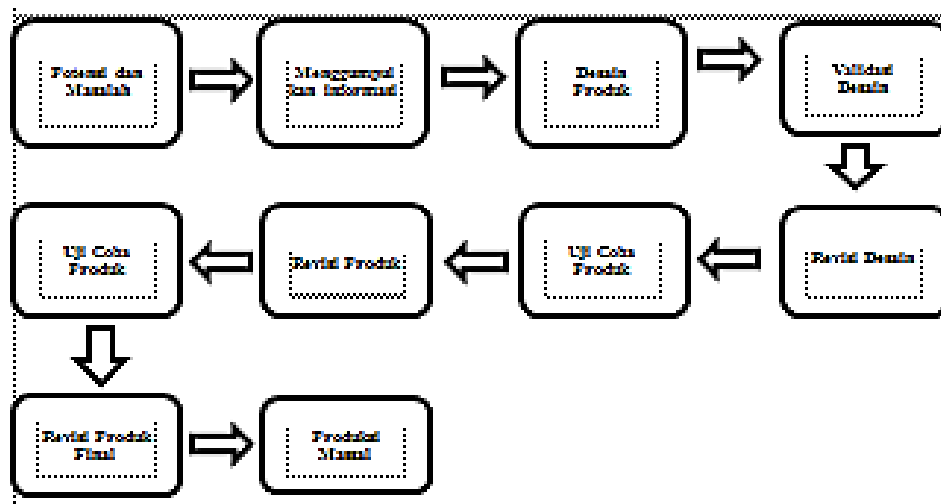 Potensi dan
Masalah
Menggumpul
kan Informasi
Desain
Produk
Validasi
Desain
Uji Coba
Produk
Revisi Produk
Uji Coba
Produk
Revisi Desain
Revisi Produk
Final
Produksi
Massal